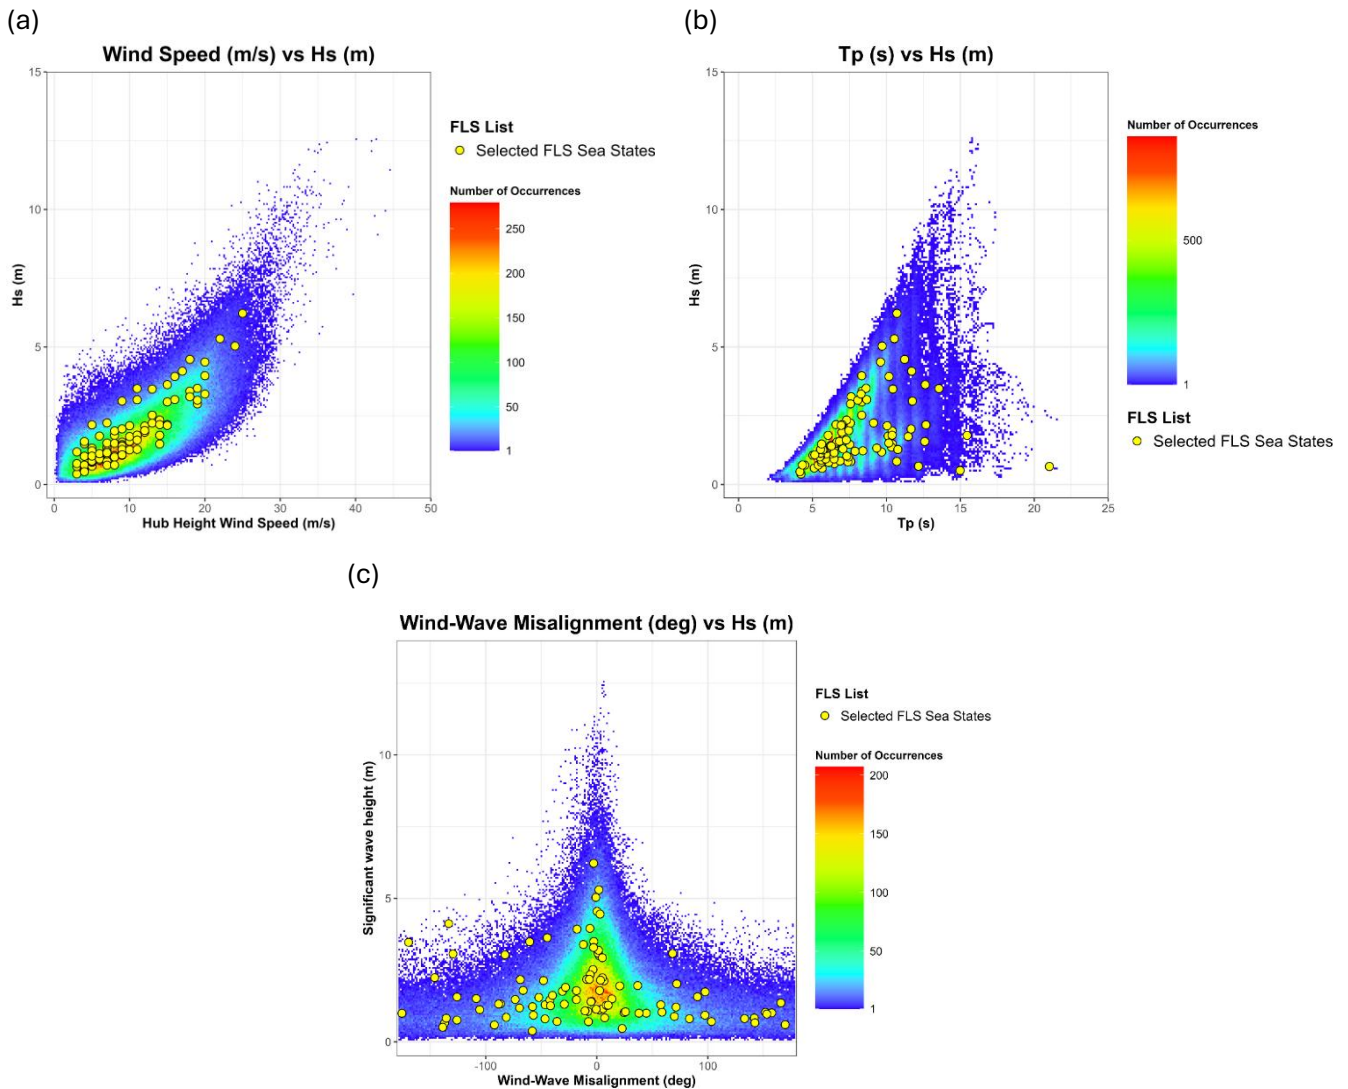 (a)
Wind Speed (m/s) vs Hs (m)
15
10
5
0
Hs (m)
0 10 20 30 40 50
Hub Height Wind Speed (m/s)
FLS List
Selected FLS Sea States
Number of Occurrences
250
200
150
100
50
1
(b)
Tp (s) vs Hs (m)
15
10
5
0
Hs (m)
0 5 10 15 20 25
Tp (s)
Number of Occurrences
500
1
FLS List
Selected FLS Sea States
(c)
Wind-Wave Misalignment (deg) vs Hs (m)
10
5
0
Significant wave height (m)
-100 0 100
Wind-Wave Misalignment (deg)
FLS List
Selected FLS Sea States
Number of Occurrences
200
150
100
50
1